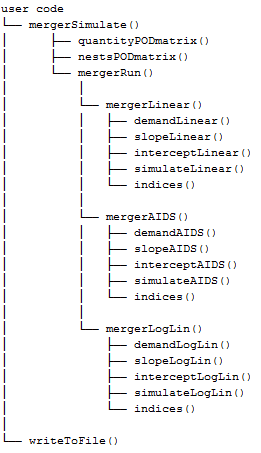 user code
mergerSimulate()
quantityPODmatrix()
nestsPODmatrix()
mergerRun()
mergerLinear()
demandLinear()
slopeLinear()
interceptLinear()
simulateLinear()
indices()
mergerAIDS()
demandAIDS()
slopeAIDS()
interceptAIDS()
simulateAIDS()
indices()
mergerLogLin()
demandLogLin()
slopeLogLin()
interceptLogLin()
simulateLogLin()
indices()
writeToFile()